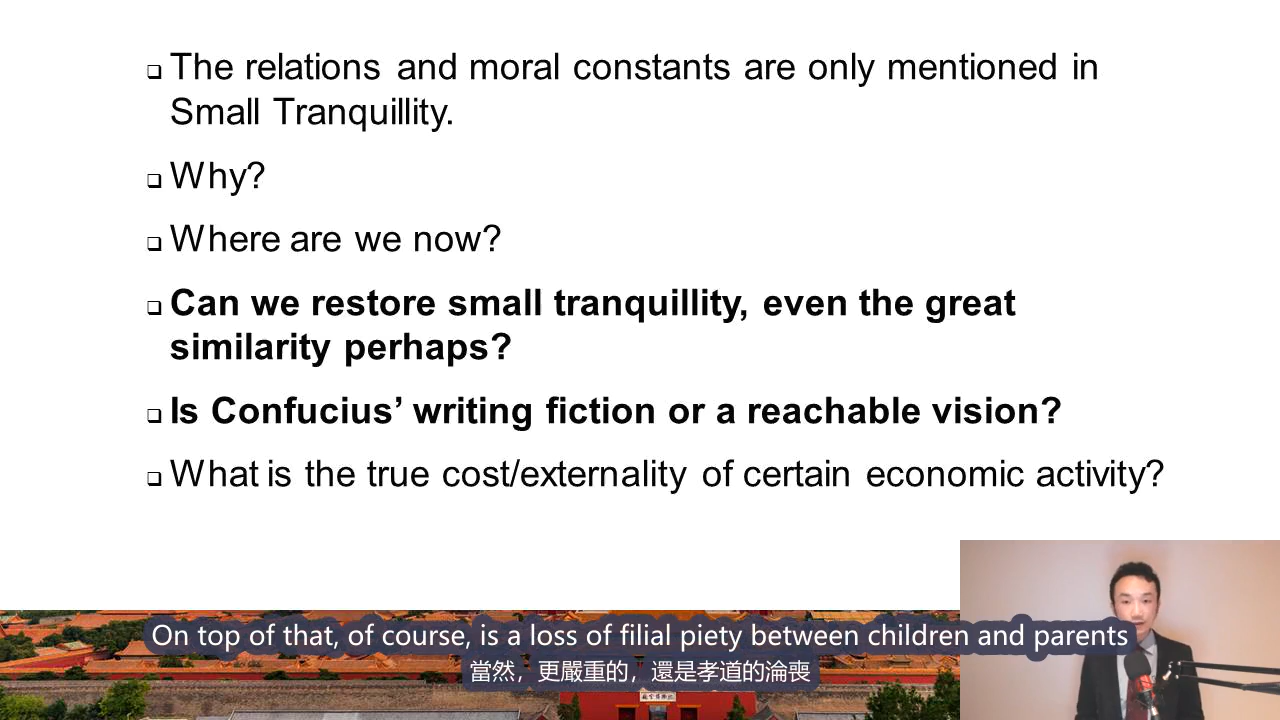 The relations and moral constants are only mentioned in
Small Tranquillity.
Why?
Where are we now?
Can we restore small tranquillity, even the great
similarity perhaps?
Is Confucius’ writing fiction or a reachable vision?
What is the true cost/externality of certain economic activity?
On top of that, of course, is a loss of filial piety between children and parents
當然，更嚴重的，還是孝道的淪喪